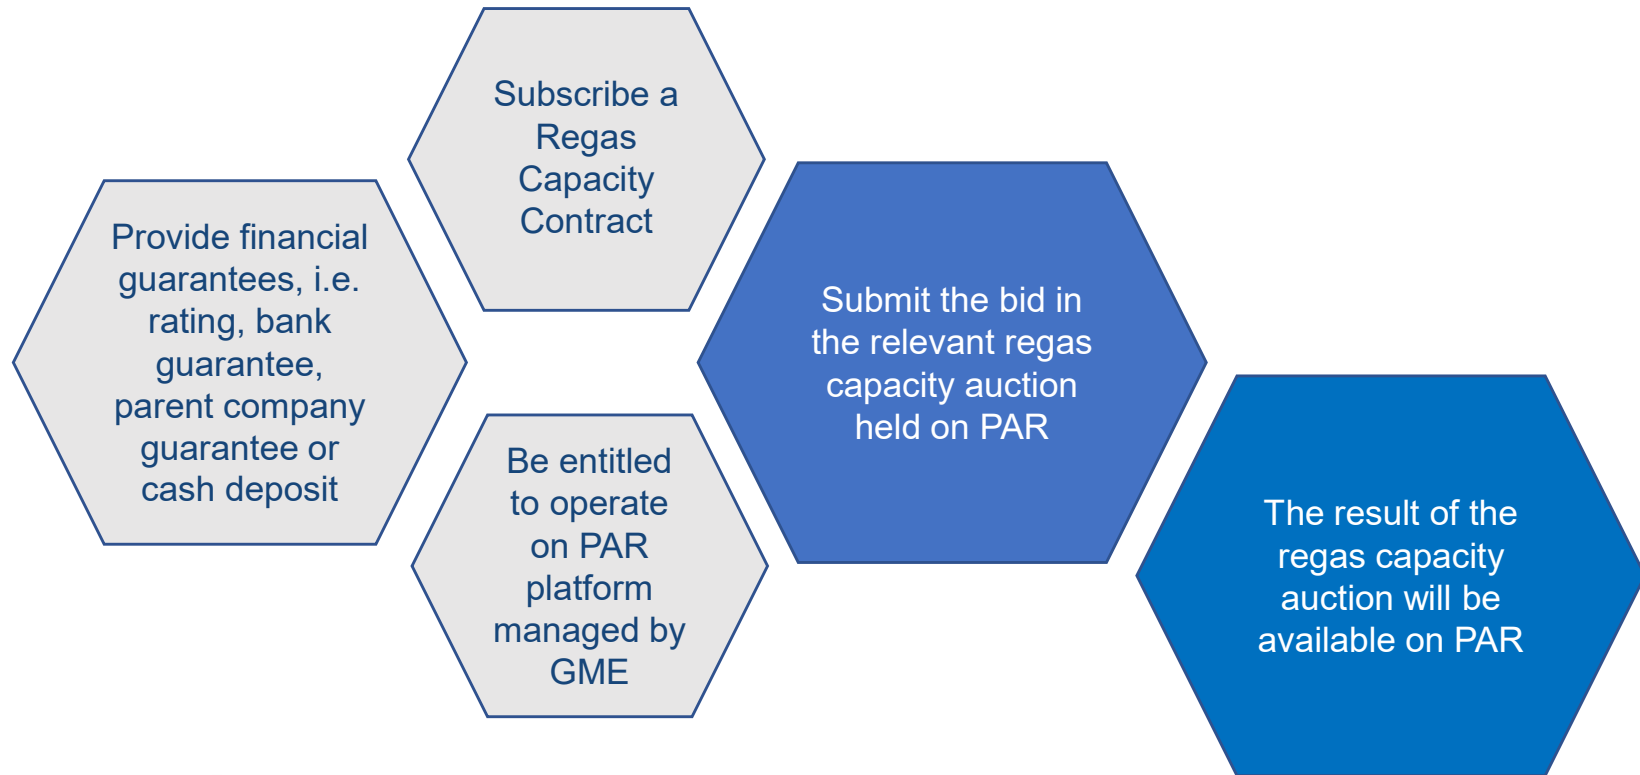 Subscribe a
Regas
Capacity
Contract
Provide financial
guarantees, i.e.
rating, bank
guarantee,
parent company
guarantee or
cash deposit
Be entitled
to operate
on PAR
platform
managed by
GME
Submit the bid in
the relevant regas
capacity auction
held on PAR
The result of the
regas capacity
auction will be
available on PAR